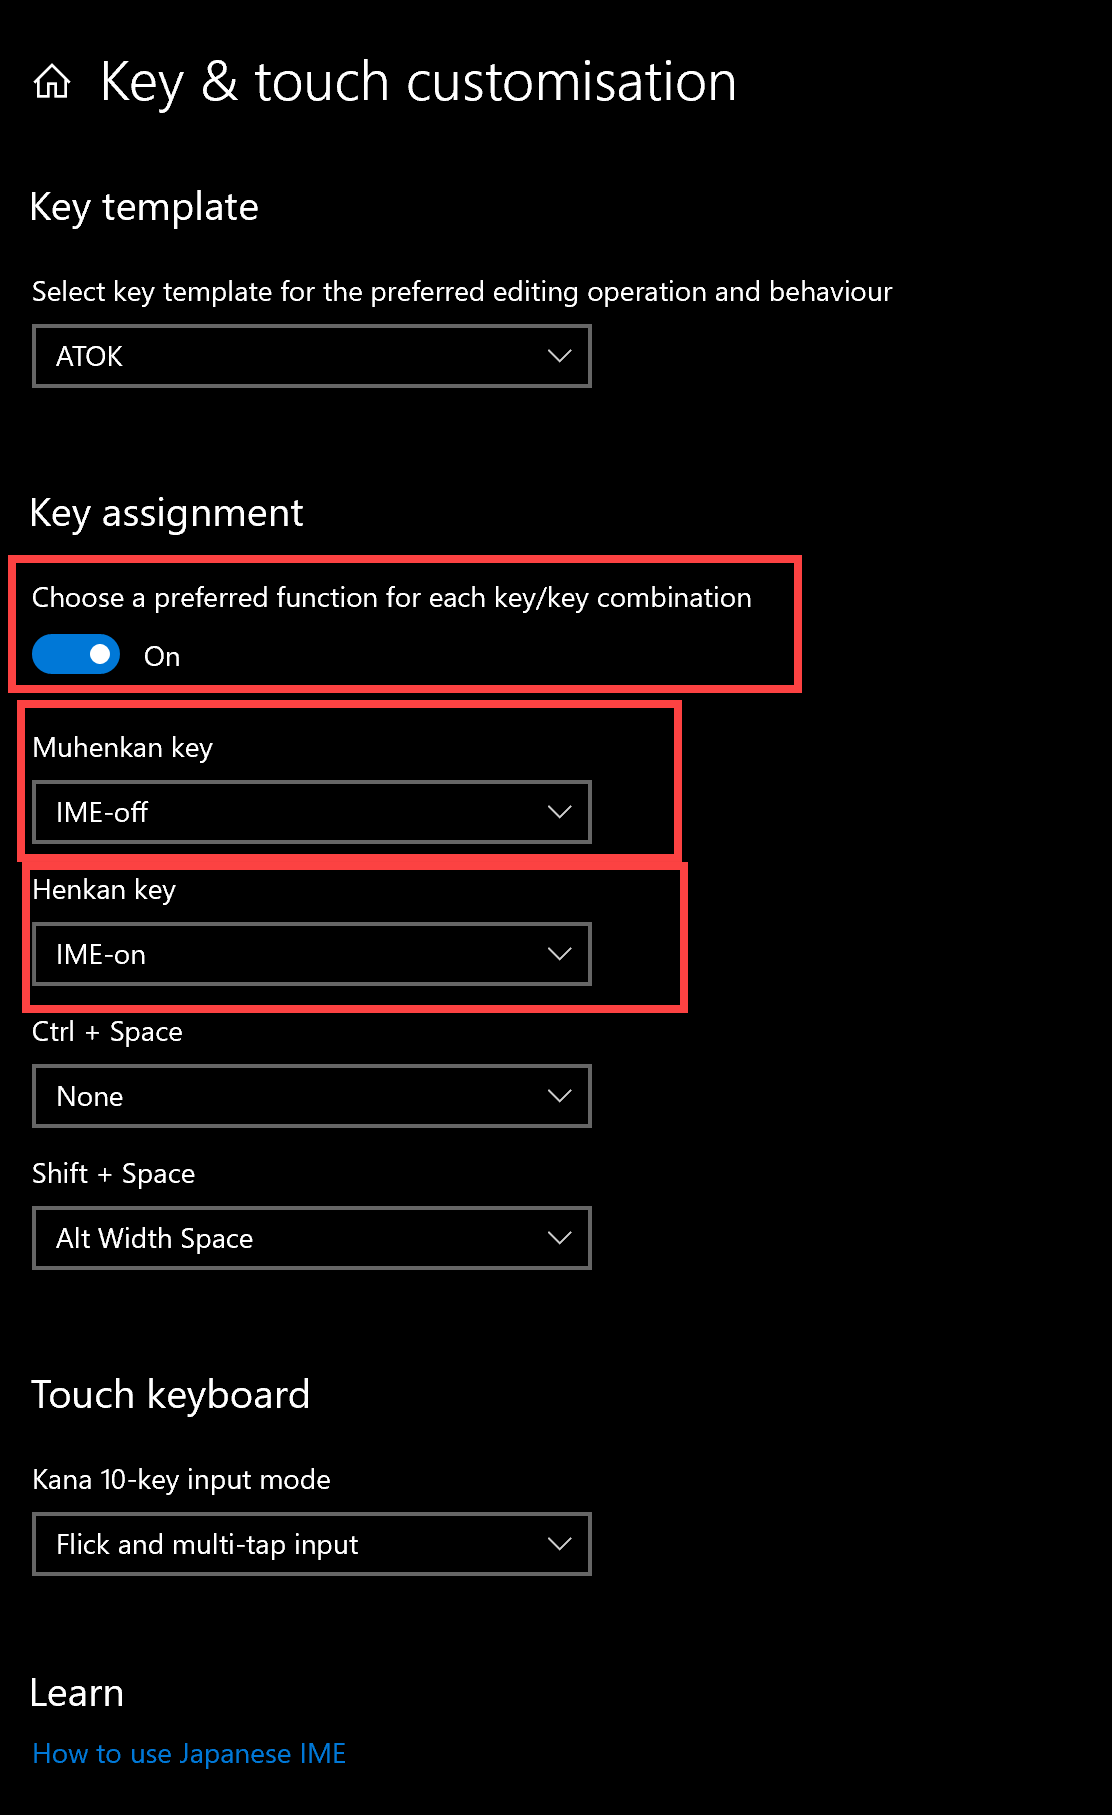 Key & touch customisation
Key template
Select key template for the preferred editing operation and behaviour
ATOK
Key assignment
Choose a preferred function for each key/key combination
On
Muhenkan key
IME-off
Henkan key
IME-on
Ctrl + Space
None
Shift + Space
Alt Width Space
Touch keyboard
Kana 10-key input mode
Flick and multi-tap input
Learn
How to use Japanese IME